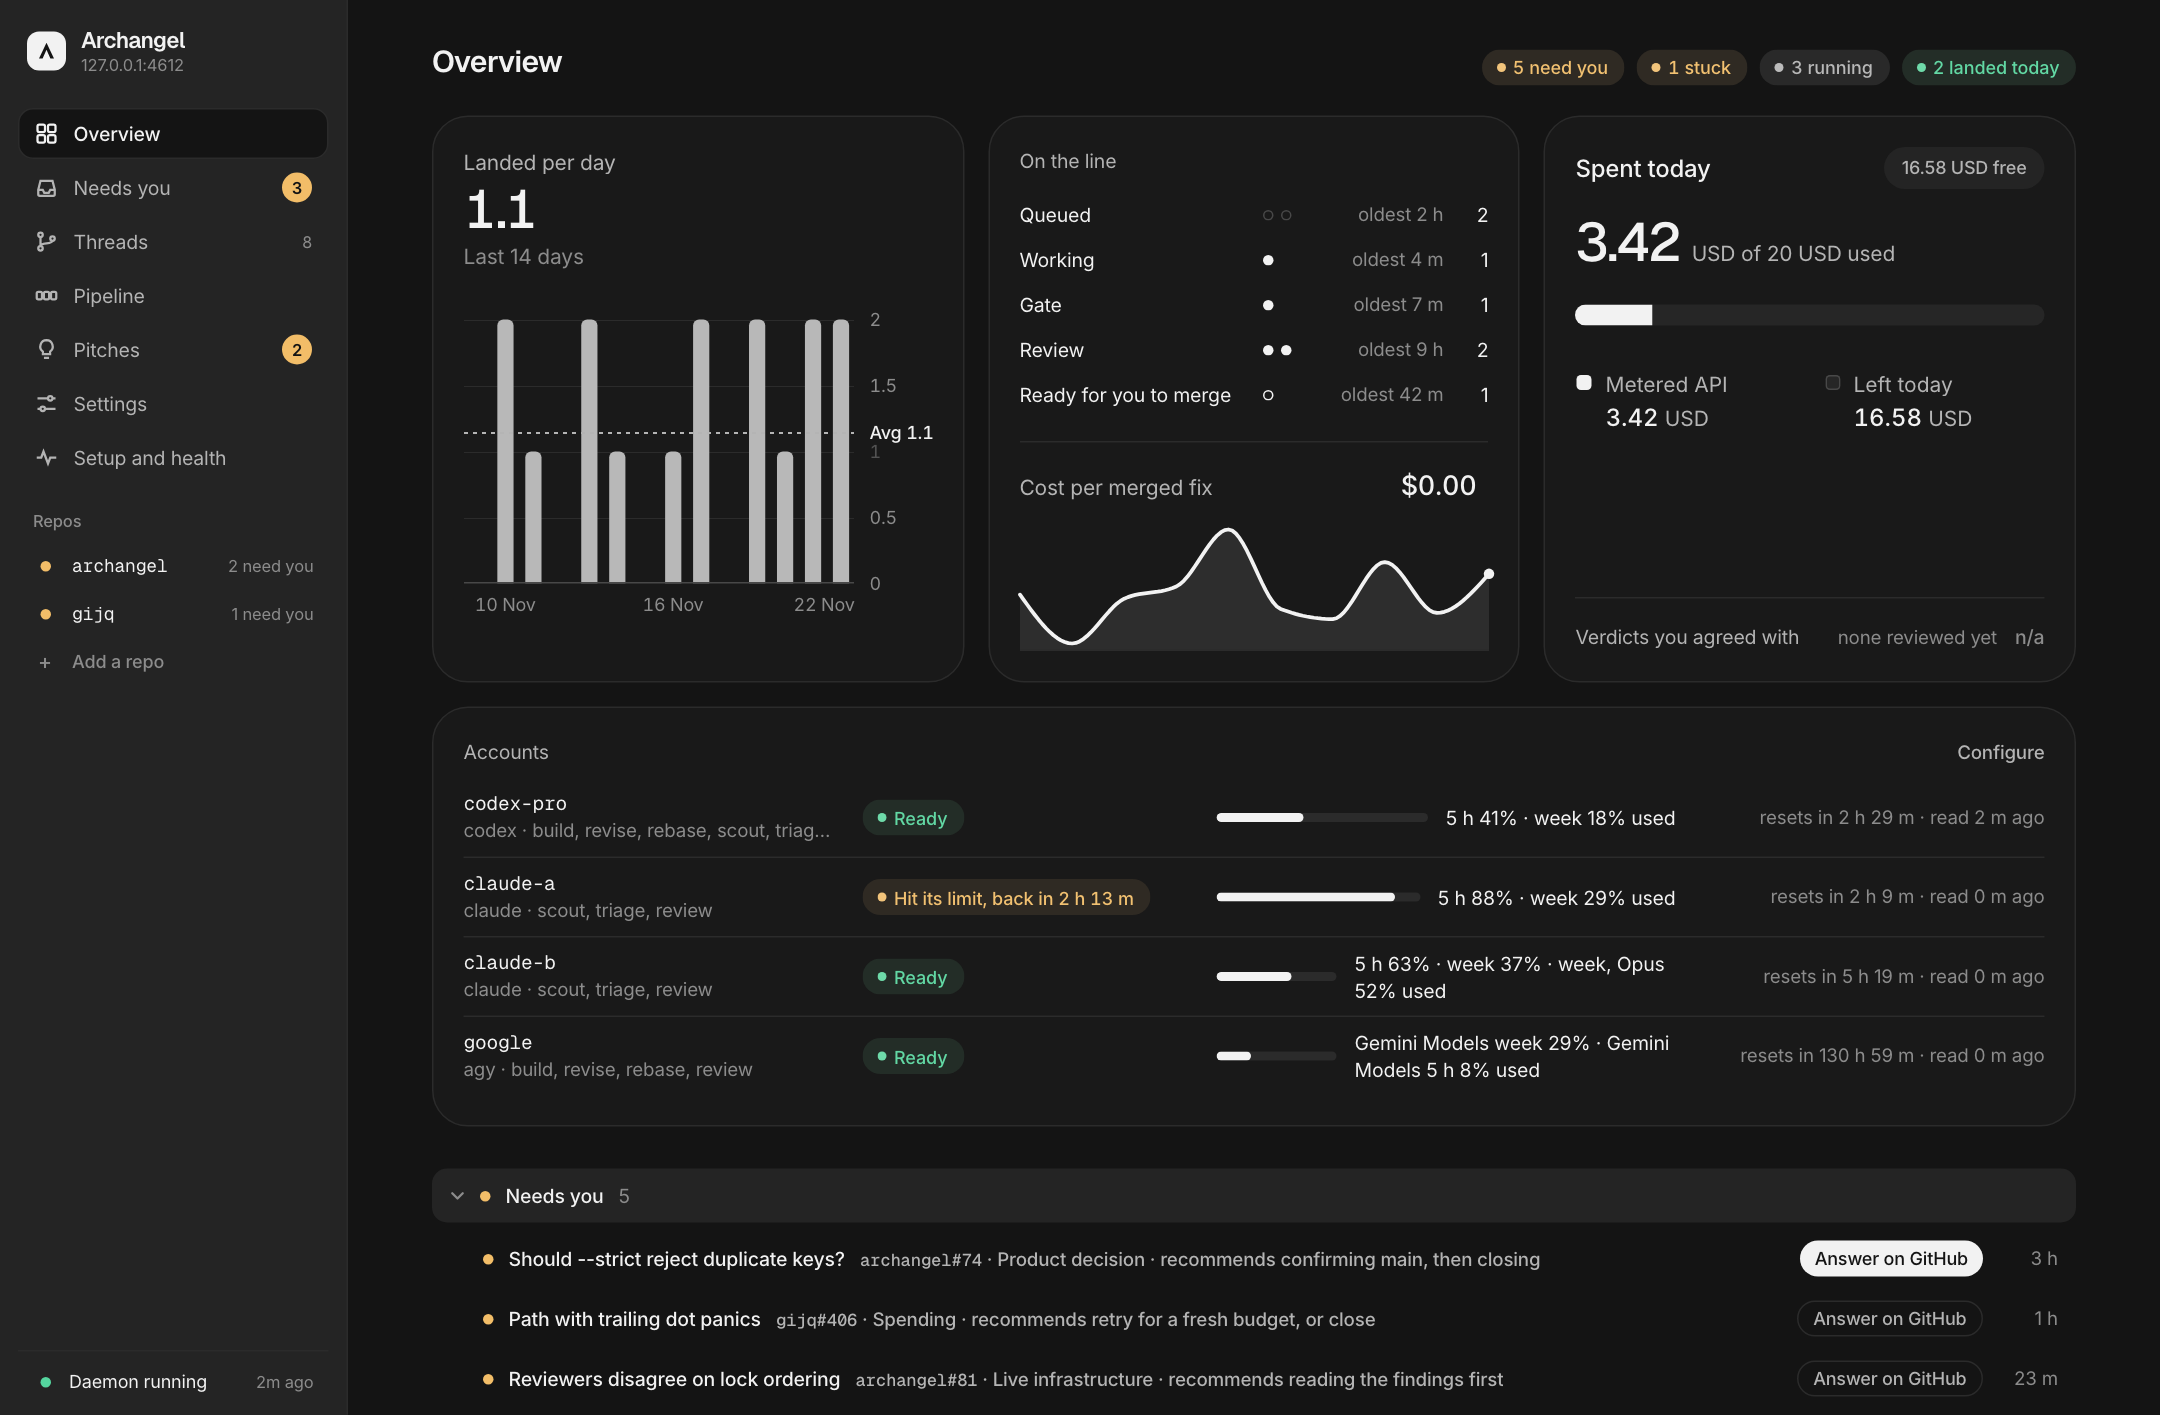 Archangel
127.0.0.1:4612
Overview
Needs you 3
Threads 8
Pipeline
Pitches 2
Settings
Setup and health
Repos
archangel 2 need you
gijq 1 need you
+ Add a repo
Daemon running 2m ago
Overview
5 need you 1 stuck 3 running 2 landed today
Landed per day
1.1
Last 14 days
2
1.5
Avg 1.1
1
0.5
0
10 Nov 16 Nov 22 Nov
On the line
Queued oldest 2 h 2
Working oldest 4 m 1
Gate oldest 7 m 1
Review oldest 9 h 2
Ready for you to merge oldest 42 m 1
Cost per merged fix $0.00
Spent today 16.58 USD free
3.42 USD of 20 USD used
Metered API Left today
3.42 USD 16.58 USD
Verdicts you agreed with none reviewed yet n/a
Accounts Configure
codex-pro
codex · build, revise, rebase, scout, triag...
Ready
5 h 41% · week 18% used
resets in 2 h 29 m · read 2 m ago
claude-a
claude · scout, triage, review
Hit its limit, back in 2 h 13 m
5 h 88% · week 29% used
resets in 2 h 9 m · read 0 m ago
claude-b
claude · scout, triage, review
Ready
5 h 63% · week 37% · week, Opus
52% used
resets in 5 h 19 m · read 0 m ago
google
agy · build, revise, rebase, review
Ready
Gemini Models week 29% · Gemini
Models 5 h 8% used
resets in 130 h 59 m · read 0 m ago
Needs you 5
Should --strict reject duplicate keys? archangel#74 · Product decision · recommends confirming main, then closing Answer on GitHub 3 h
Path with trailing dot panics gijq#406 · Spending · recommends retry for a fresh budget, or close Answer on GitHub 1 h
Reviewers disagree on lock ordering archangel#81 · Live infrastructure · recommends reading the findings first Answer on GitHub 23 m